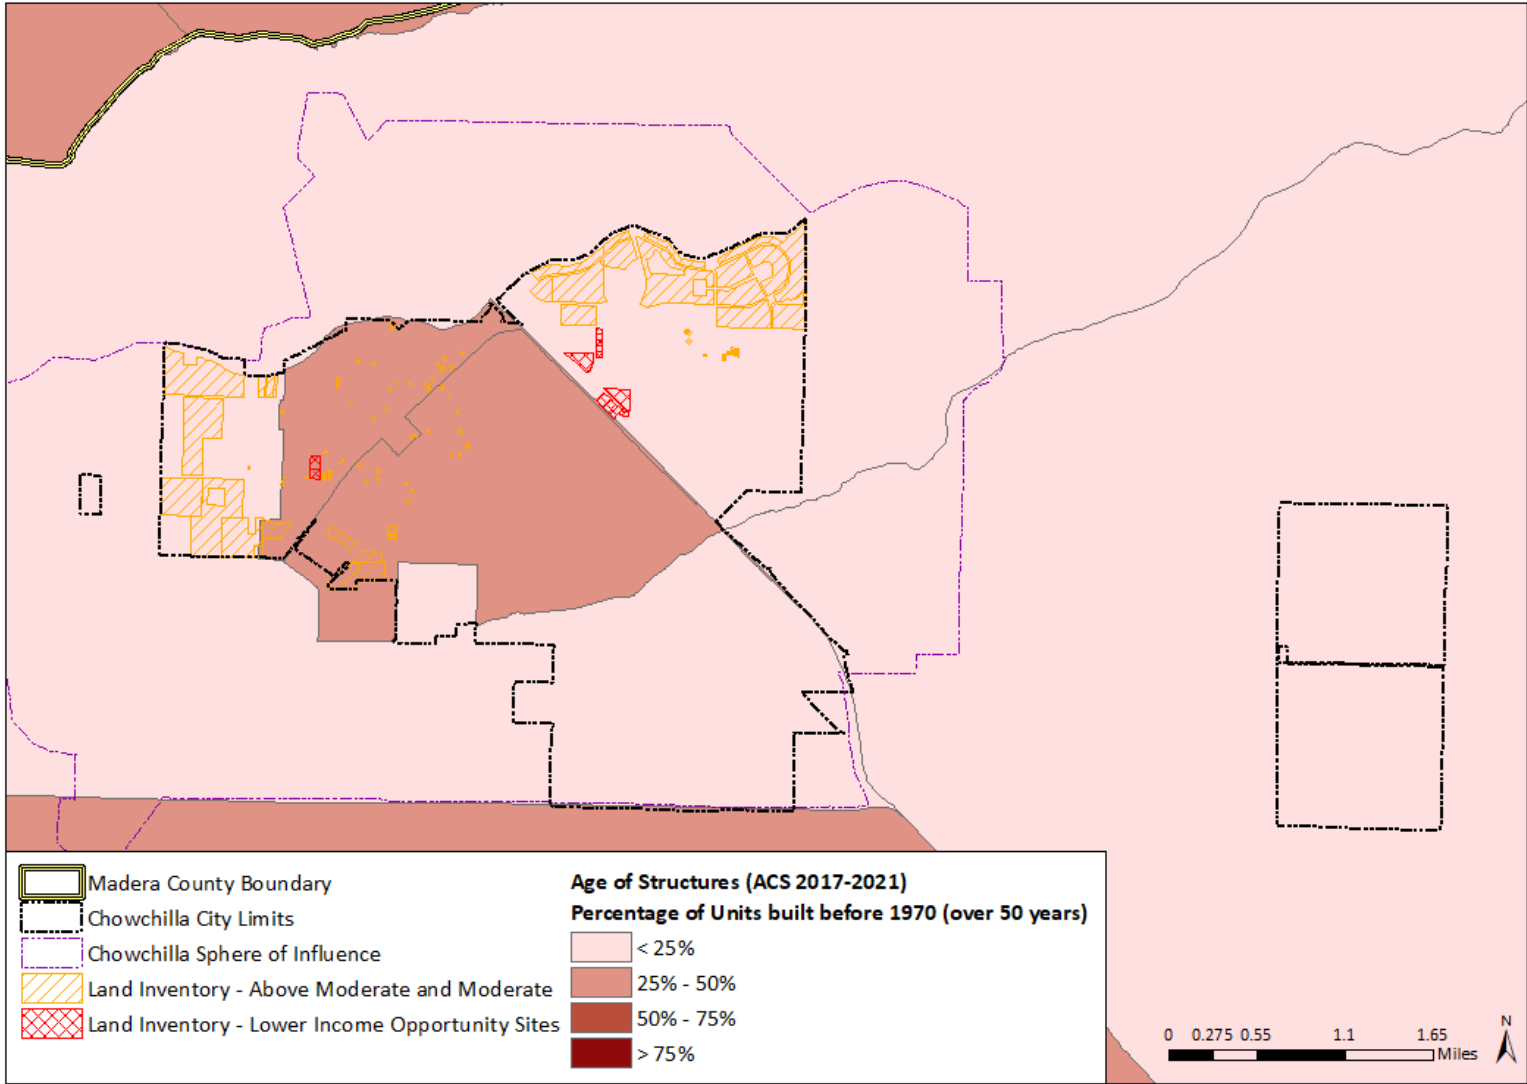 Madera County Boundary
Chowchilla City Limits
Chowchilla Sphere of Influence
Land Inventory - Above Moderate and Moderate
Land Inventory - Lower Income Opportunity Sites
Age of Structures (ACS 2017-2021)
Percentage of Units built before 1970 (over 50 years)
< 25%
25% - 50%
50% - 75%
> 75%
0 0.275 0.55 1.1 1.65
Miles
N